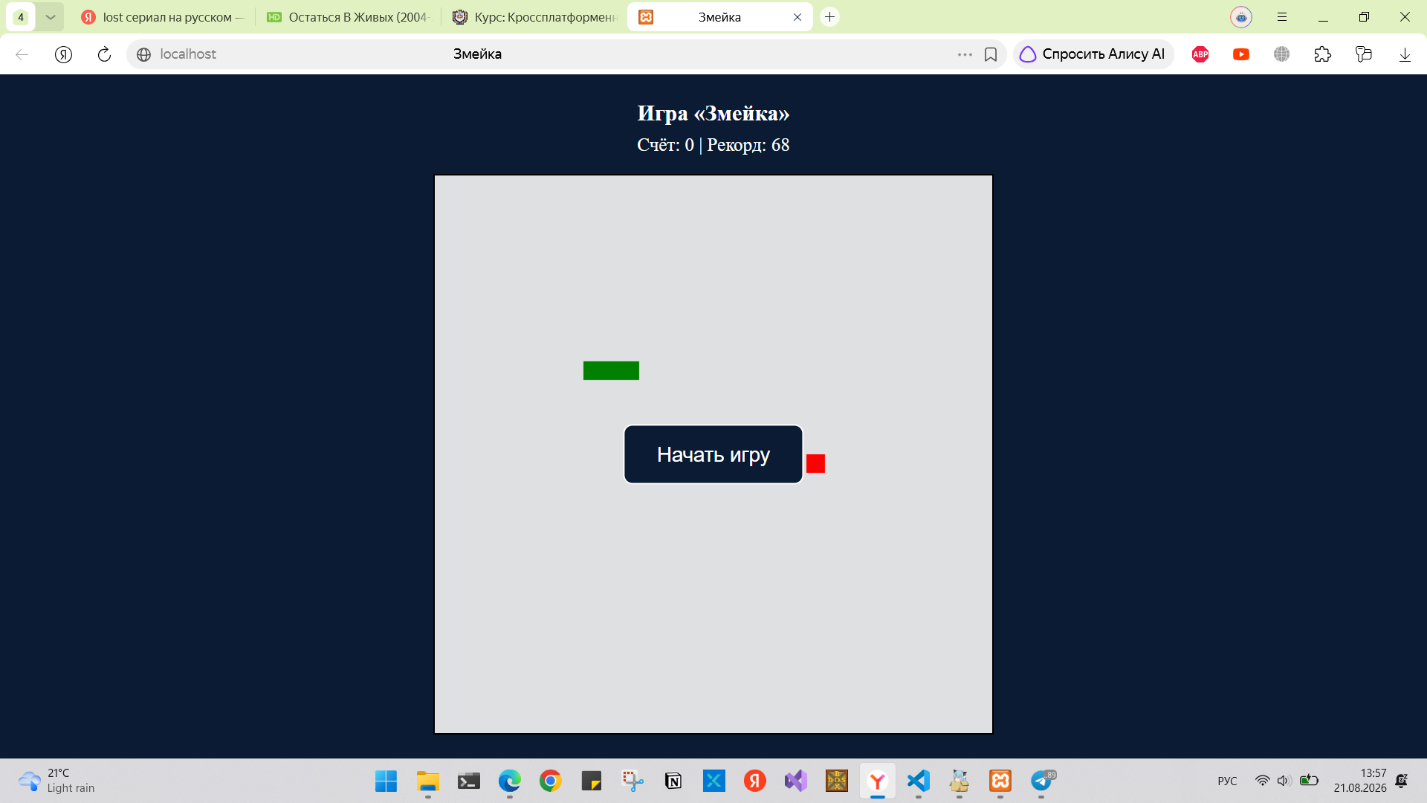 4
lost сериал на русском —
Остаться В Живых (2004-
Курс: Кроссплатформенн
Змейка
localhost
Змейка
Спросить Алису AI
ABP
Игра «Змейка»
Счёт: 0 | Рекорд: 68
Начать игру
21°C
Light rain
РУС
13:57
21.08.2026